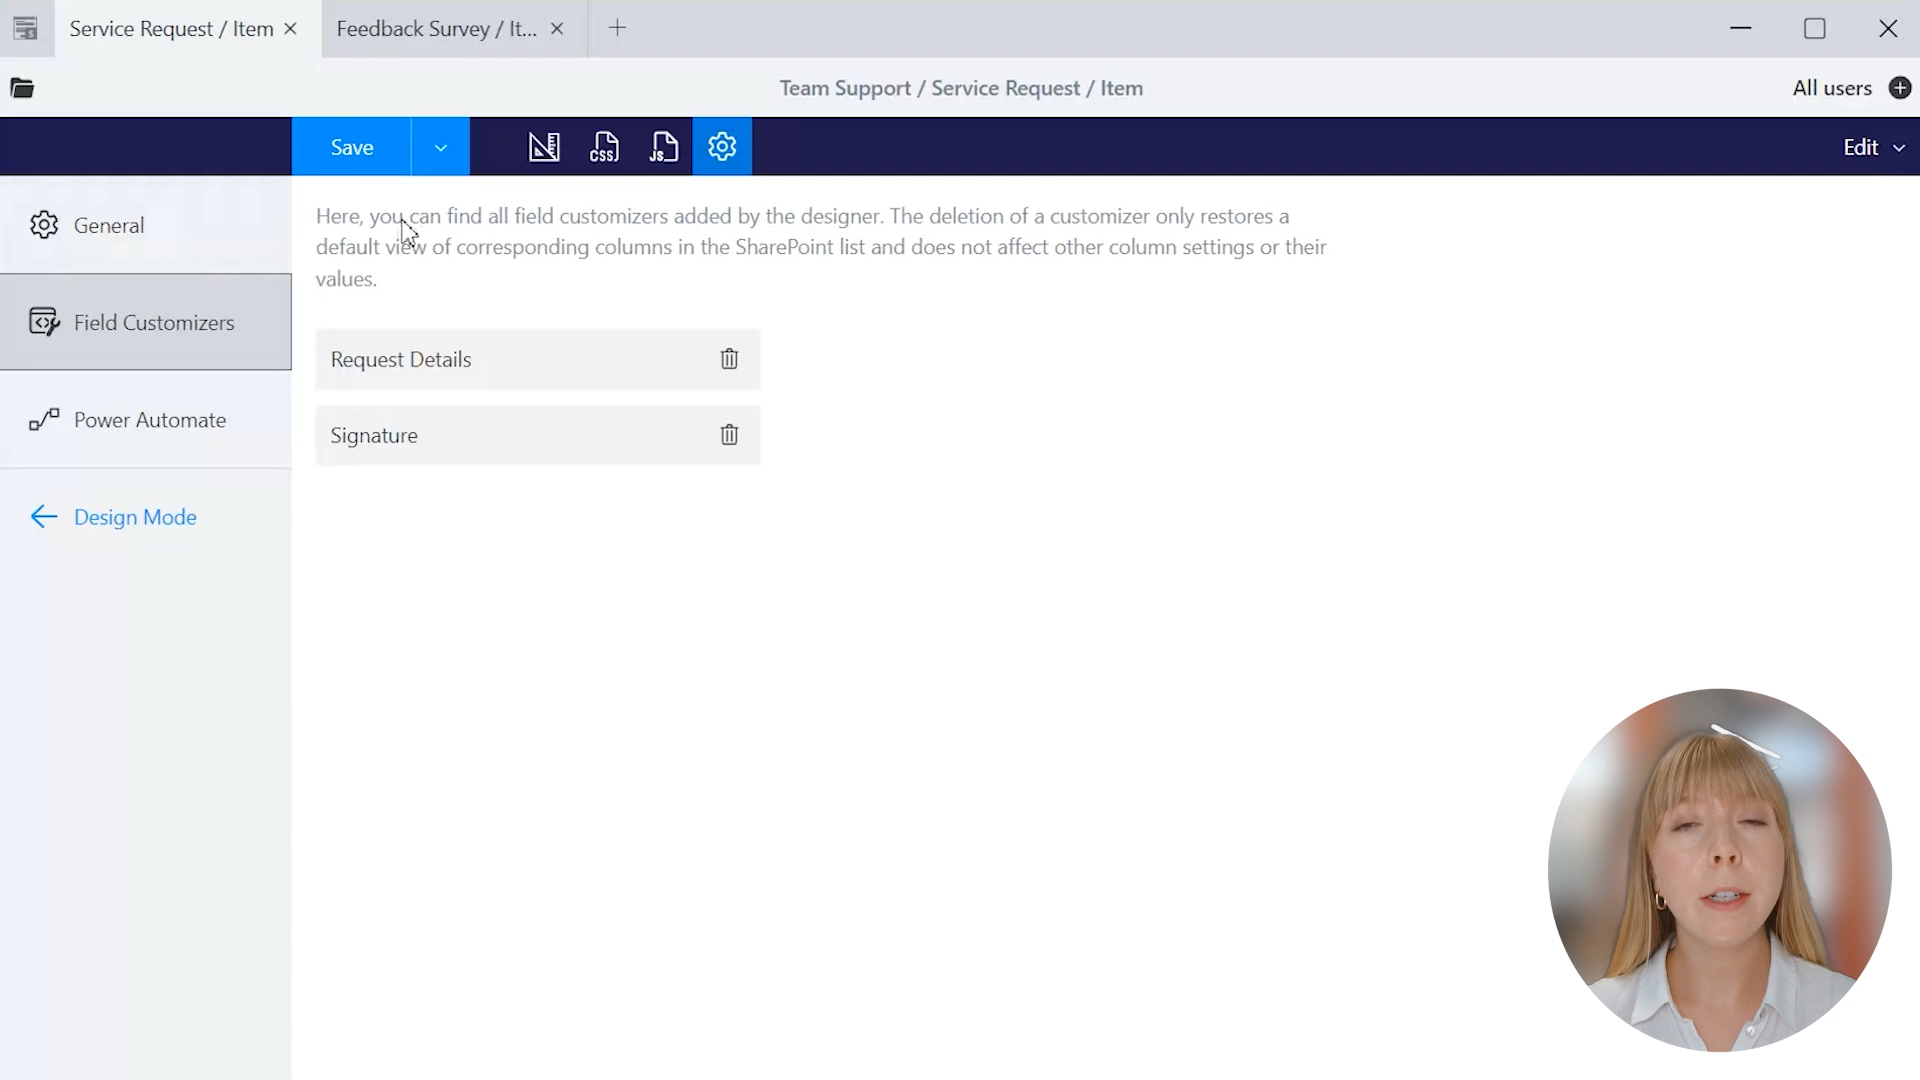 Service Request / Item
Feedback Survey / It...
Team Support / Service Request / Item
All users
Save
CSS
JS
Edit
General
Field Customizers
Power Automate
Design Mode
Here, you can find all field customizers added by the designer. The deletion of a customizer only restores a
default view of corresponding columns in the SharePoint list and does not affect other column settings or their
values.
Request Details
Signature